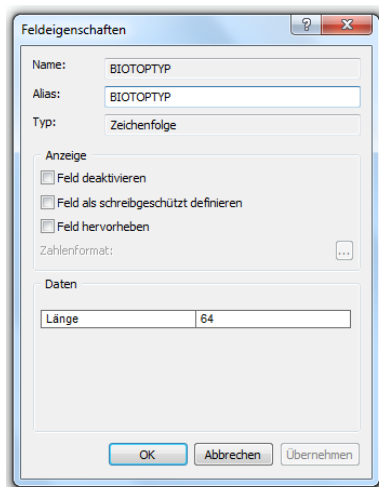 Feldeigenschaften
Name: BIOTOPTYP
Alias: BIOTOPTYP
Typ: Zeichenfolge
Anzeige
Feld deaktivieren
Feld als schreibgeschützt definieren
Feld hervorheben
Zahlenformat: ...
Daten
Länge 64
OK Abbrechen Übernehmen